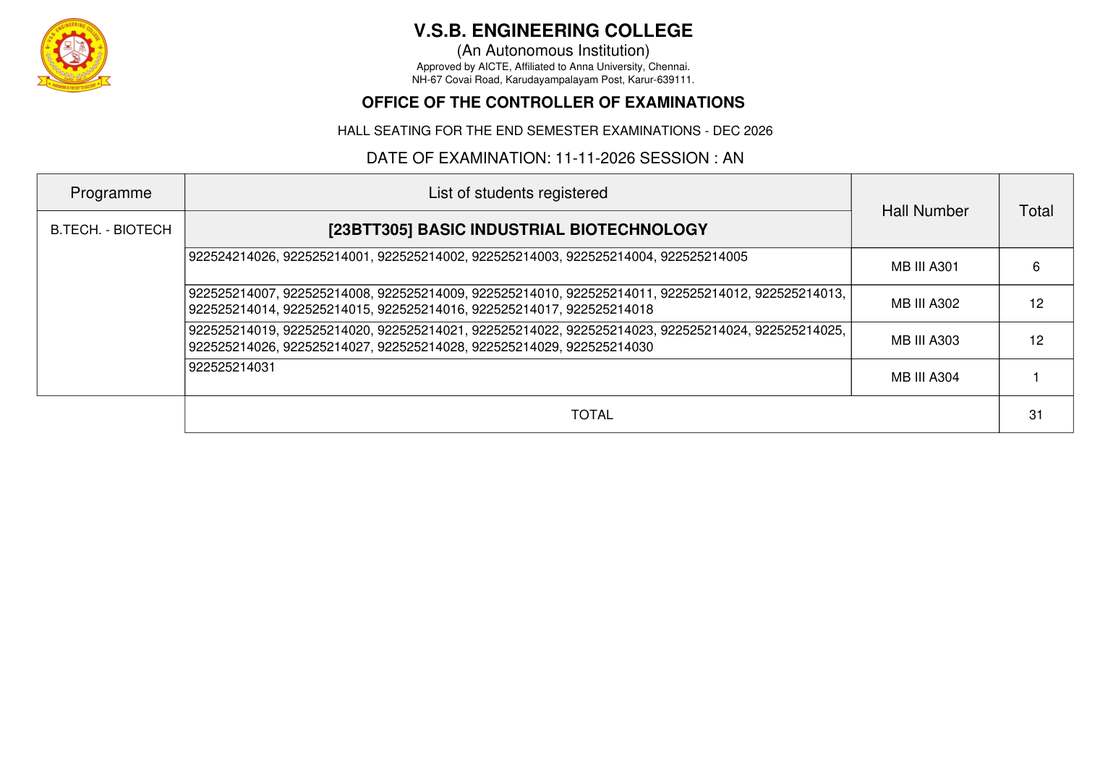 V.S.B. ENGINEERING COLLEGE
(An Autonomous Institution)
Approved by AICTE, Affiliated to Anna University, Chennai.
NH-67 Covai Road, Karudayampalayam Post, Karur-639111.
OFFICE OF THE CONTROLLER OF EXAMINATIONS
HALL SEATING FOR THE END SEMESTER EXAMINATIONS - DEC 2026
DATE OF EXAMINATION: 11-11-2026 SESSION : AN
Programme List of students registered Hall Number Total
B.TECH. - BIOTECH [23BTT305] BASIC INDUSTRIAL BIOTECHNOLOGY
922524214026, 922525214001, 922525214002, 922525214003, 922525214004, 922525214005 MB III A301 6
922525214007, 922525214008, 922525214009, 922525214010, 922525214011, 922525214012, 922525214013,
922525214014, 922525214015, 922525214016, 922525214017, 922525214018 MB III A302 12
922525214019, 922525214020, 922525214021, 922525214022, 922525214023, 922525214024, 922525214025,
922525214026, 922525214027, 922525214028, 922525214029, 922525214030 MB III A303 12
922525214031 MB III A304 1
TOTAL 31